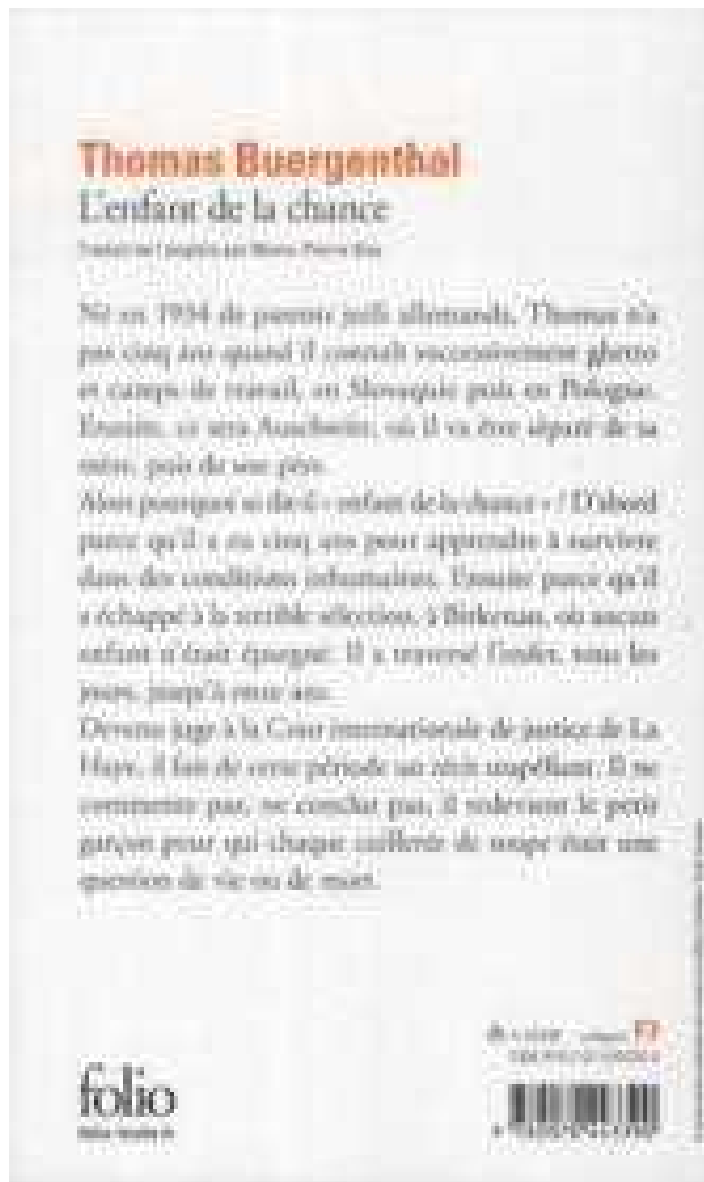 Thomas Buergenthal
L'enfant de la chance
Traduit de l'anglais par
Né en 1934 de parents juifs allemands, Thomas n'a
pas cinq ans quand il connaît successivement ghetto
et camps de travail, en Slovaquie puis en Pologne.
Ensuite, ce sera Auschwitz, où il va être séparé de sa
mère, puis de son père.
Alors pourquoi se dit-il « enfant de la chance » ? D'abord
parce qu'il a eu cinq ans pour apprendre à survivre
dans des conditions inhumaines. Ensuite parce qu'il
a échappé à la terrible sélection, à Birkenau, où aucun
enfant n'était épargné. Il a traversé l'enfer, tous les
jours, jusqu'à onze ans.
Devenu juge à la Cour internationale de justice de La
Haye, il fait de cette période un récit stupéfiant. Il ne
commente pas, ne conclut pas, il redevient le petit
garçon pour qui chaque cuillerée de soupe était une
question de vie ou de mort.
folio